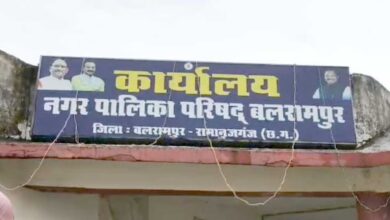 कार्यालय
नगर पालिका परिषद् बलरामपुर
जिला : बलरामपुर - रामानुजगंज (छ.ग.)